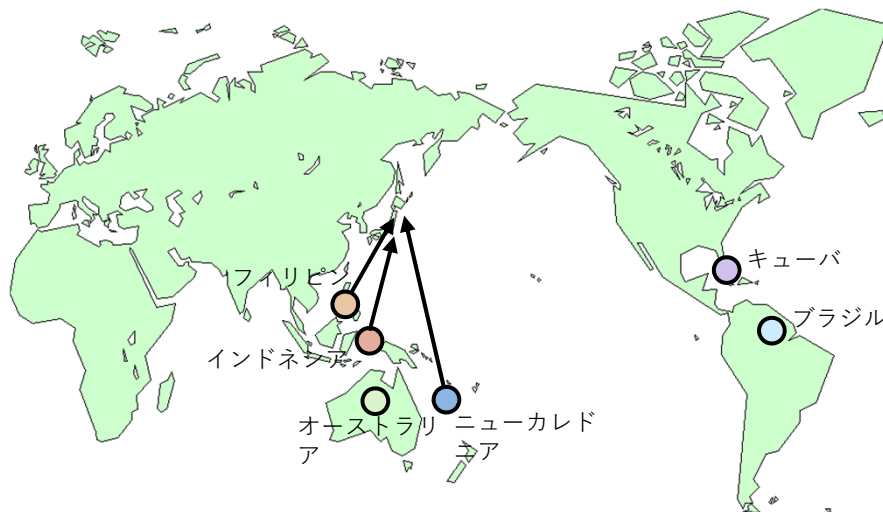 キューバ
フィリピン
ブラジル
インドネシア
オーストラリ
ア
ニューカレド
ニア